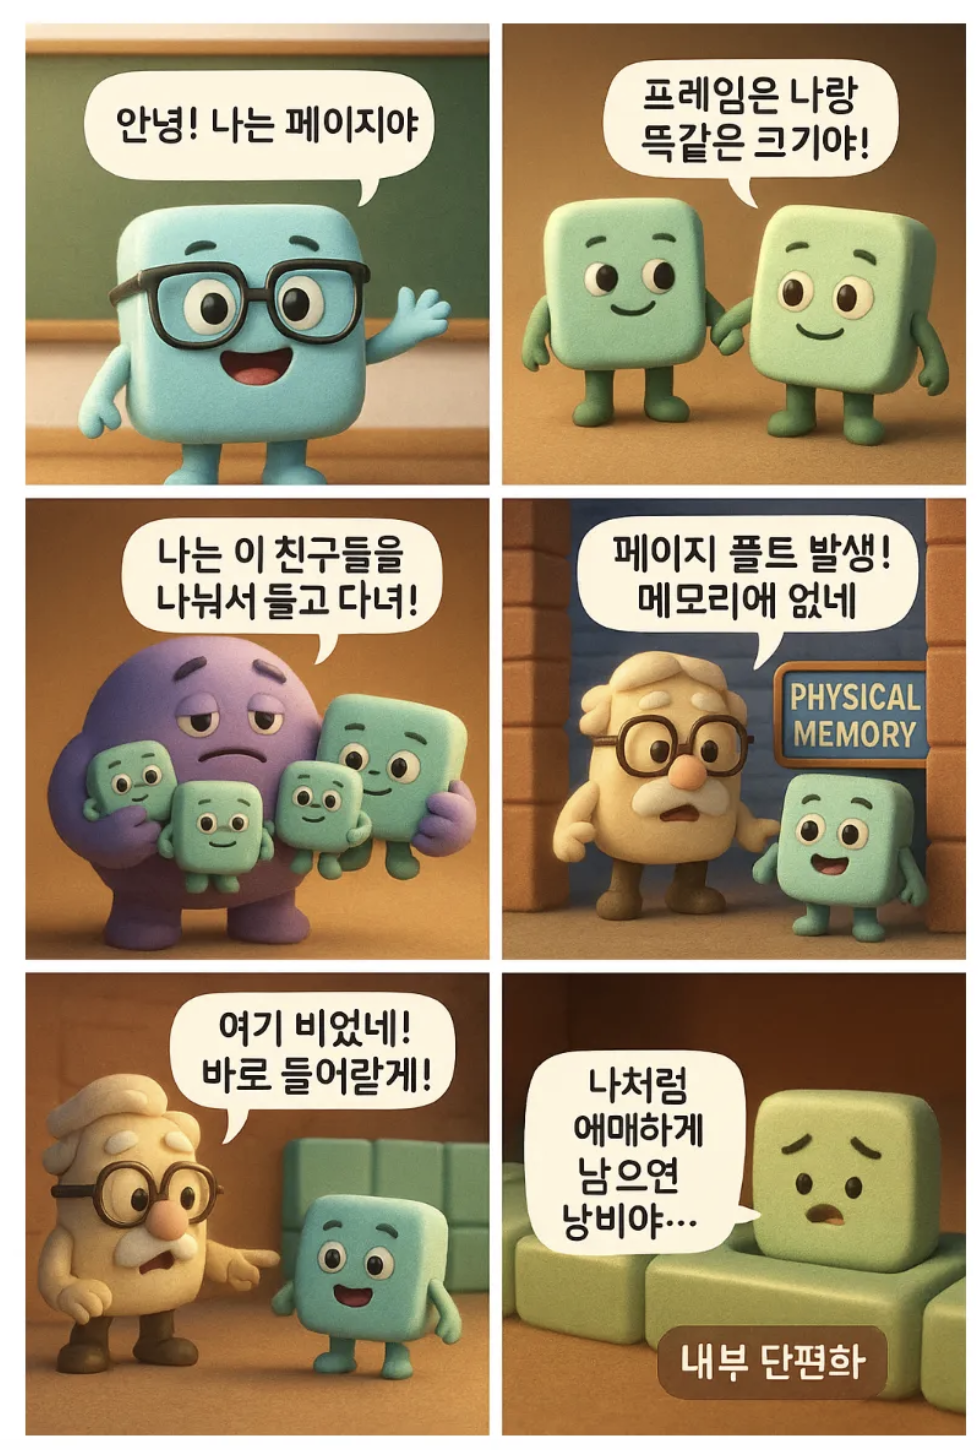 안녕! 나는 페이지야
프레임은 나랑
뜩같은 크기야!
나는 이 친구들을
나눠서 들고 다녀!
페이지 플트 발생!
메모리애 없네
PHYSICAL
MEMORY
여기 비었네!
바로 들어랕게!
나처럼
애매하게
남으연
낭비야…
내부 단편화